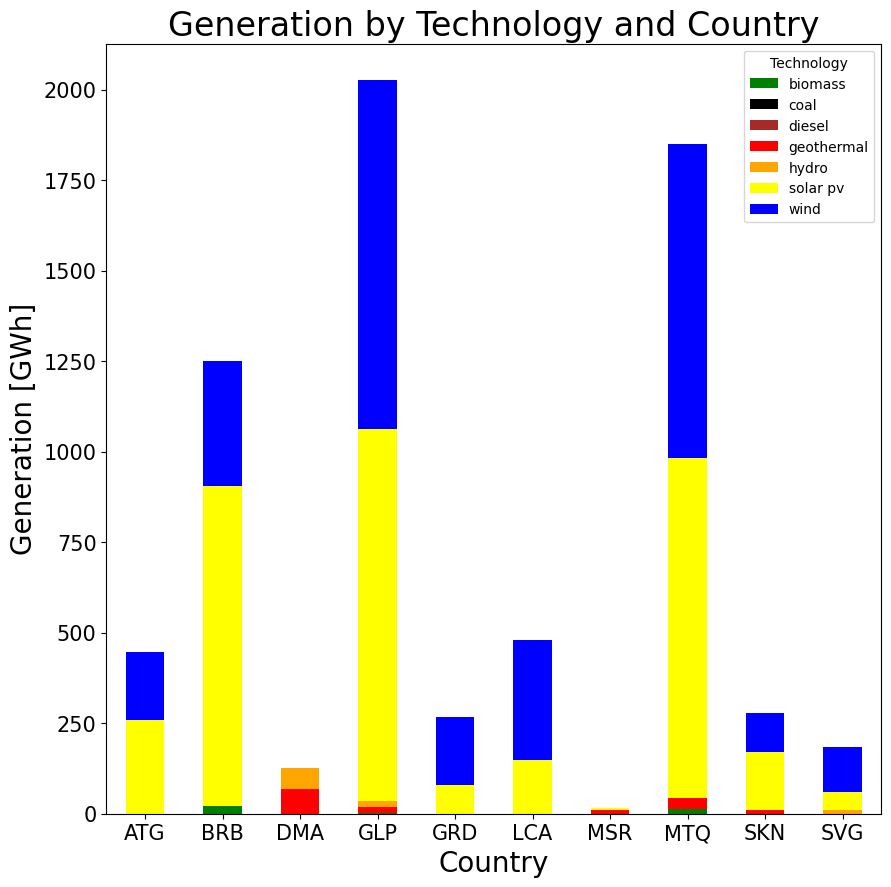 Generation by Technology and Country
Technology
biomass
coal
diesel
geothermal
hydro
solar pv
wind
Generation [GWh]
2000
1750
1500
1250
1000
750
500
250
0
ATG BRB DMA GLP GRD LCA MSR MTQ SKN SVG
Country